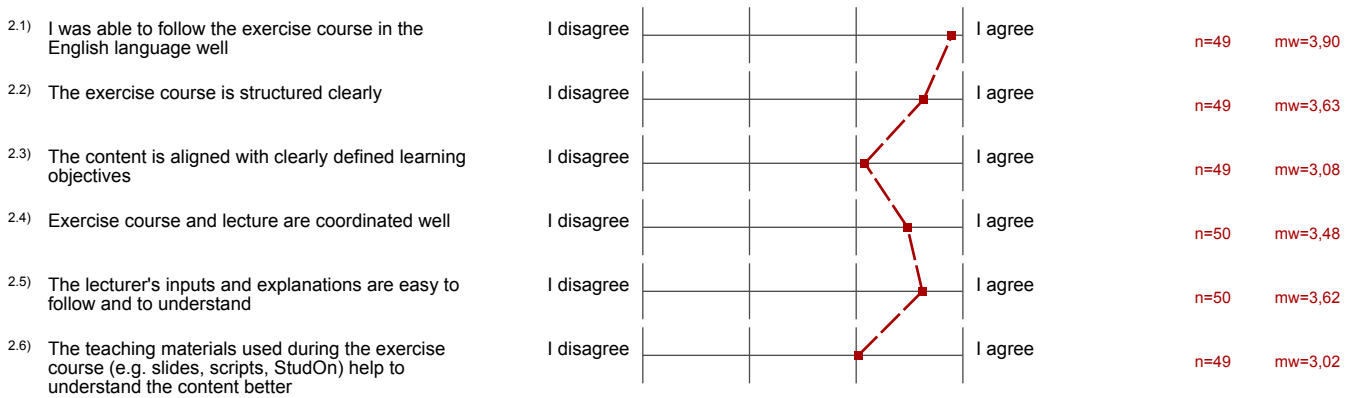 2.1) I was able to follow the exercise course in the English language well I disagree I agree n=49 mw=3,90
2.2) The exercise course is structured clearly I disagree I agree n=49 mw=3,63
2.3) The content is aligned with clearly defined learning objectives I disagree I agree n=49 mw=3,08
2.4) Exercise course and lecture are coordinated well I disagree I agree n=50 mw=3,48
2.5) The lecturer's inputs and explanations are easy to follow and to understand I disagree I agree n=50 mw=3,62
2.6) The teaching materials used during the exercise course (e.g. slides, scripts, StudOn) help to understand the content better I disagree I agree n=49 mw=3,02